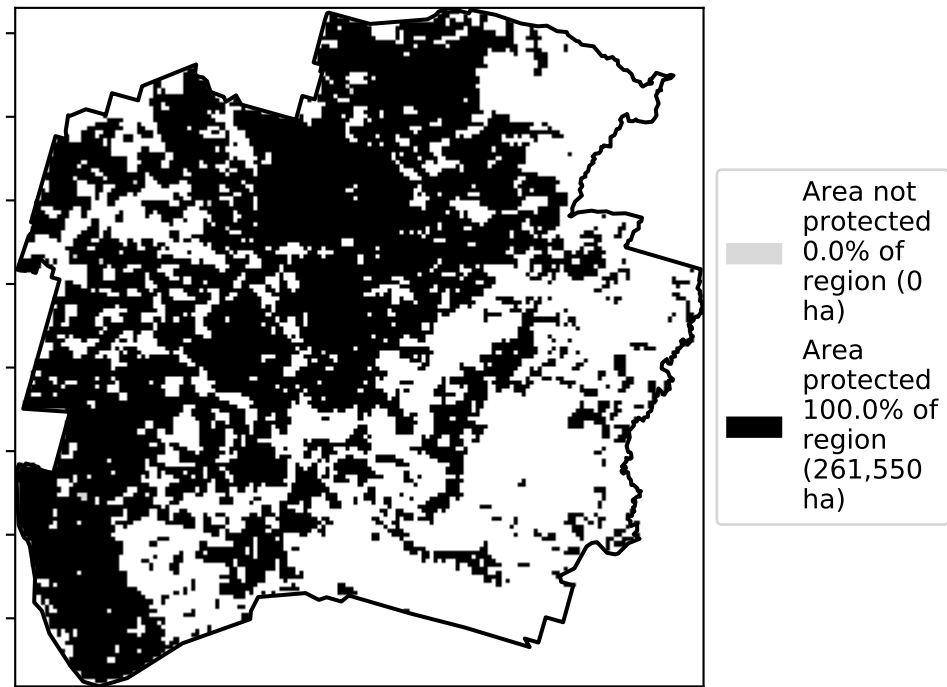 Area not
protected
0.0% of
region (0
ha)
Area
protected
100.0% of
region
(261,550
ha)